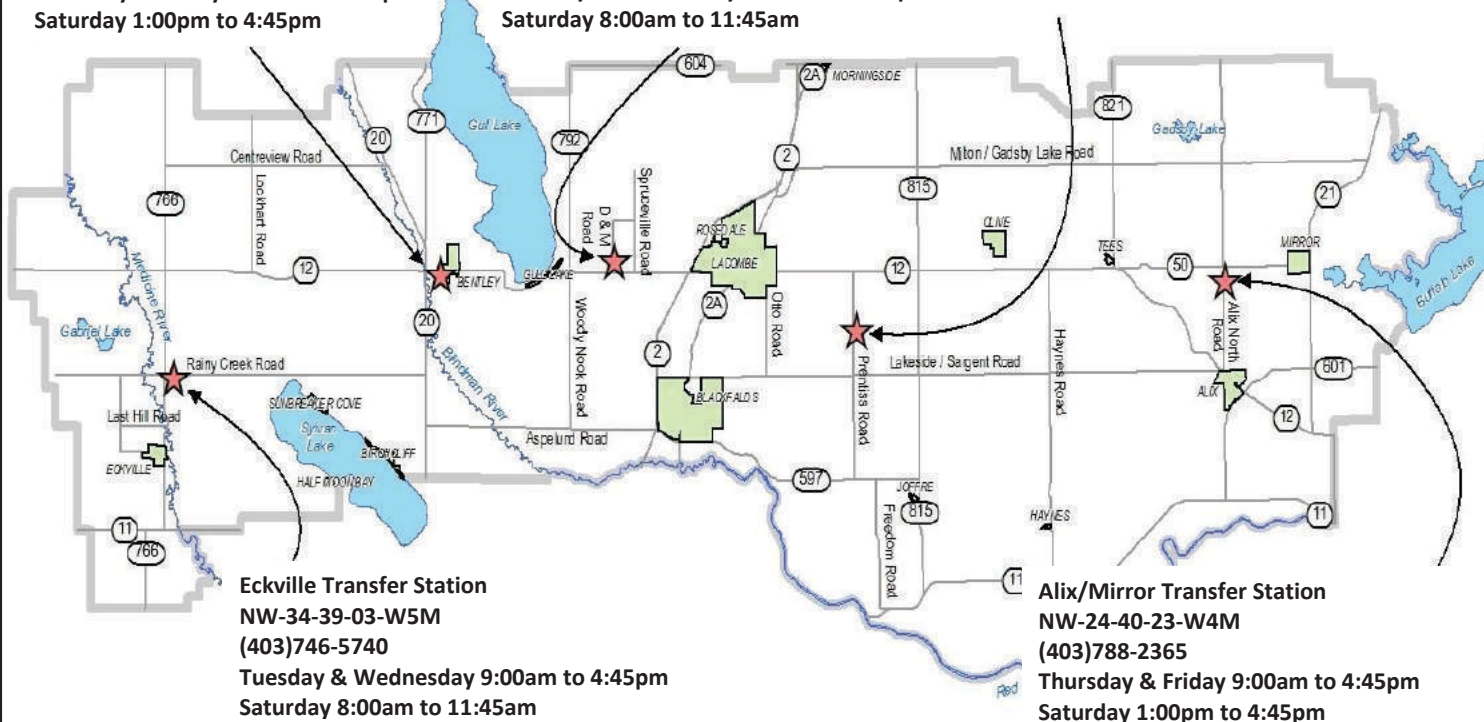 Saturday 1:00pm to 4:45pm
Saturday 8:00am to 11:45am
604
2A
MORNINGSIDE
821
771
20
Gull Lake
792
Gadsby Lake
Centreview Road
2
Milton / Gadsby Lake Road
766
Lockhart Road
D & M Road
Spruceville Road
815
21
ROSEDALE
CLIVE
TEES
MIRROR
Medicine River
12
BENTLEY
GULL LAKE
LACOMBE
12
50
Buffalo Lake
Gabriel Lake
20
Blindman River
Woody Nook Road
2A
Otto Road
Alix North Road
Rainy Creek Road
2
Prentiss Road
Lakeside / Sargent Road
Haynes Road
601
Last Hill Road
SUNBREAKER COVE
Sylvan Lake
BLACKFALDS
ALIX
12
ECKVILLE
BIRCHCLIFF
HALF MOON BAY
Aspelund Road
597
JOFFRE
815
Freedom Road
HAYNES
11
11
766
11
Eckville Transfer Station
NW-34-39-03-W5M
(403)746-5740
Tuesday & Wednesday 9:00am to 4:45pm
Saturday 8:00am to 11:45am
Red
Alix/Mirror Transfer Station
NW-24-40-23-W4M
(403)788-2365
Thursday & Friday 9:00am to 4:45pm
Saturday 1:00pm to 4:45pm